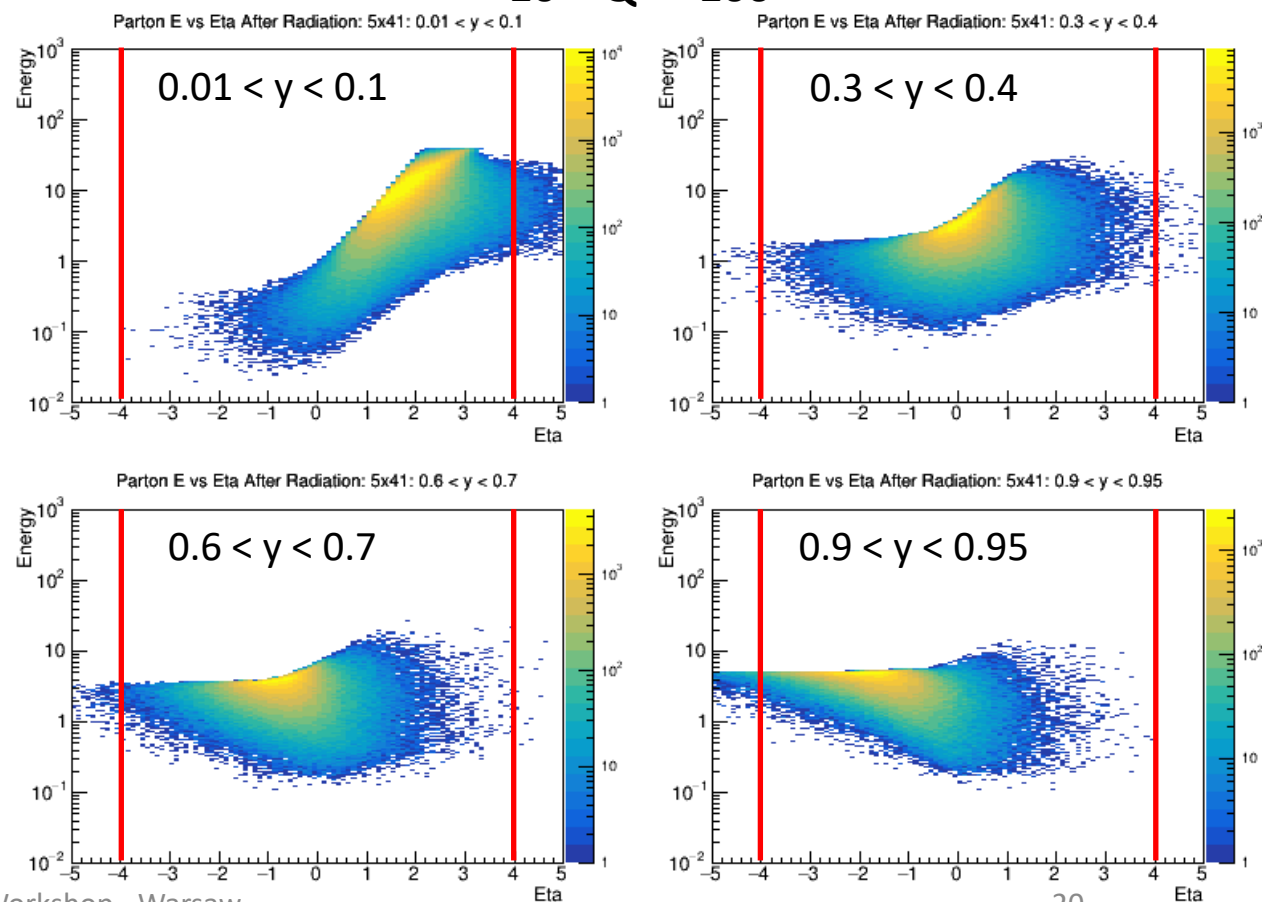 Parton E vs Eta After Radiation: 5x41: 0.01 < y < 0.1
Energy
10³
10²
10
1
10⁻¹
10⁻²
0.01 < y < 0.1
10⁴
10³
10²
10
1
-5 -4 -3 -2 -1 0 1 2 3 4 5
Eta
Parton E vs Eta After Radiation: 5x41: 0.3 < y < 0.4
Energy
10³
10²
10
1
10⁻¹
10⁻²
0.3 < y < 0.4
10³
10²
10
1
-5 -4 -3 -2 -1 0 1 2 3 4 5
Eta
Parton E vs Eta After Radiation: 5x41: 0.6 < y < 0.7
Energy
10³
10²
10
1
10⁻¹
10⁻²
0.6 < y < 0.7
10³
10²
10
1
-5 -4 -3 -2 -1 0 1 2 3 4 5
Eta
Parton E vs Eta After Radiation: 5x41: 0.9 < y < 0.95
Energy
10³
10²
10
1
10⁻¹
10⁻²
0.9 < y < 0.95
10³
10²
10
1
-5 -4 -3 -2 -1 0 1 2 3 4 5
Eta